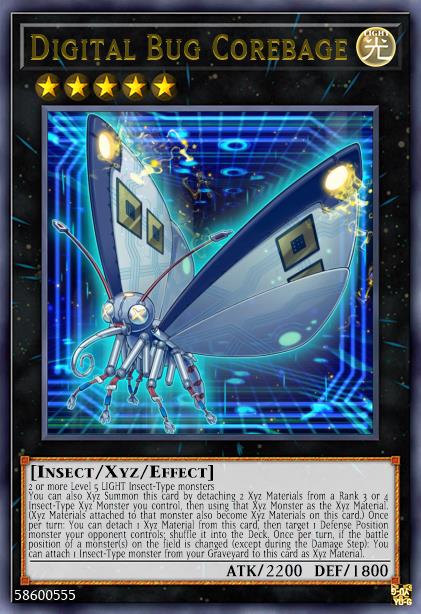 DIGITAL BUG COREBAGE
LIGHT
光
[INSECT/XYZ/EFFECT]
2 or more Level 5 LIGHT Insect-Type monsters
You can also Xyz Summon this card by detaching 2 Xyz Materials from a Rank 3 or 4
Insect-Type Xyz Monster you control, then using that Xyz Monster as the Xyz Material.
(Xyz Materials attached to that monster also become Xyz Materials on this card.) Once
per turn: You can detach 1 Xyz Material from this card, then target 1 Defense Position
monster your opponent controls; shuffle it into the Deck. Once per turn, if the battle
position of a monster(s) on the field is changed (except during the Damage Step): You
can attach 1 Insect-Type monster from your Graveyard to this card as Xyz Material.
ATK/2200 DEF/1800
58600555